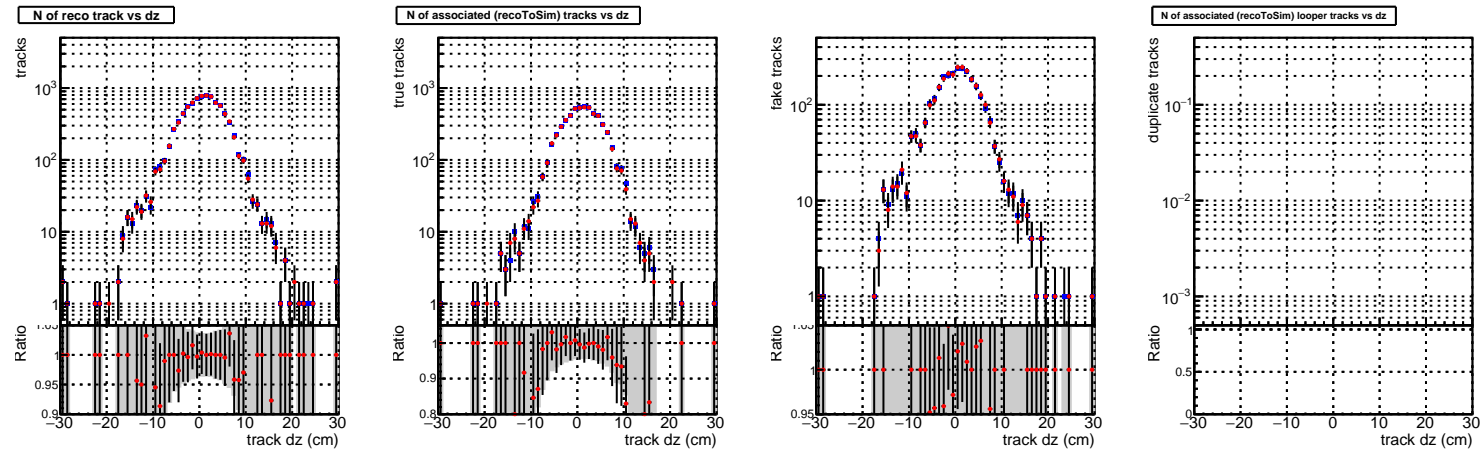 N of reco track vs dz
tracks
10³
10²
10
1
Ratio
1.05
1
0.95
0.9
−30 −20 −10 0 10 20 30
track dz (cm)
N of associated (recoToSim) tracks vs dz
true tracks
10³
10²
10
1
Ratio
1
0.9
0.8
−30 −20 −10 0 10 20 30
track dz (cm)
fake tracks
10²
10
1
Ratio
1.05
1
0.95
−30 −20 −10 0 10 20 30
track dz (cm)
N of associated (recoToSim) looper tracks vs dz
duplicate tracks
10⁻¹
10⁻²
10⁻³
Ratio
1
0.5
0
−30 −20 −10 0 10 20 30
track dz (cm)